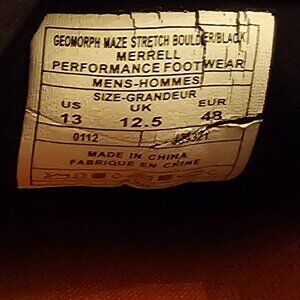 GEOMORPH MAZE STRETCH BOULDER/BLACK
MERRELL
PERFORMANCE FOOTWEAR
MENS-HOMMES
SIZE-GRANDEUR
US UK EUR
13 12.5 48
0112
MADE IN CHINA
FABRIQUE EN CHINE